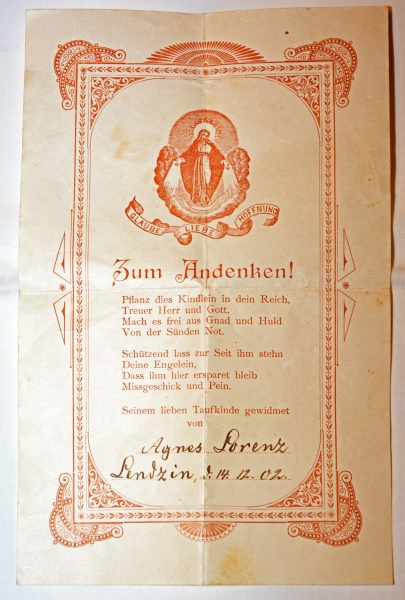 GLAUBE LIEBE HOFFNUNG
Zum Andenken!
Pflanz dies Kindlein in dein Reich,
Treuer Herr und Gott,
Mach es frei aus Gnad und Huld
Von der Sünden Not.
Schützend lass zur Seit ihm stehn
Deine Engelein,
Dass ihm hier ersparet bleib
Missgeschick und Pein.
Seinem lieben Taufkinde gewidmet
von
Agnes Lorenz
Lendzin, d. 14. 12. 02.